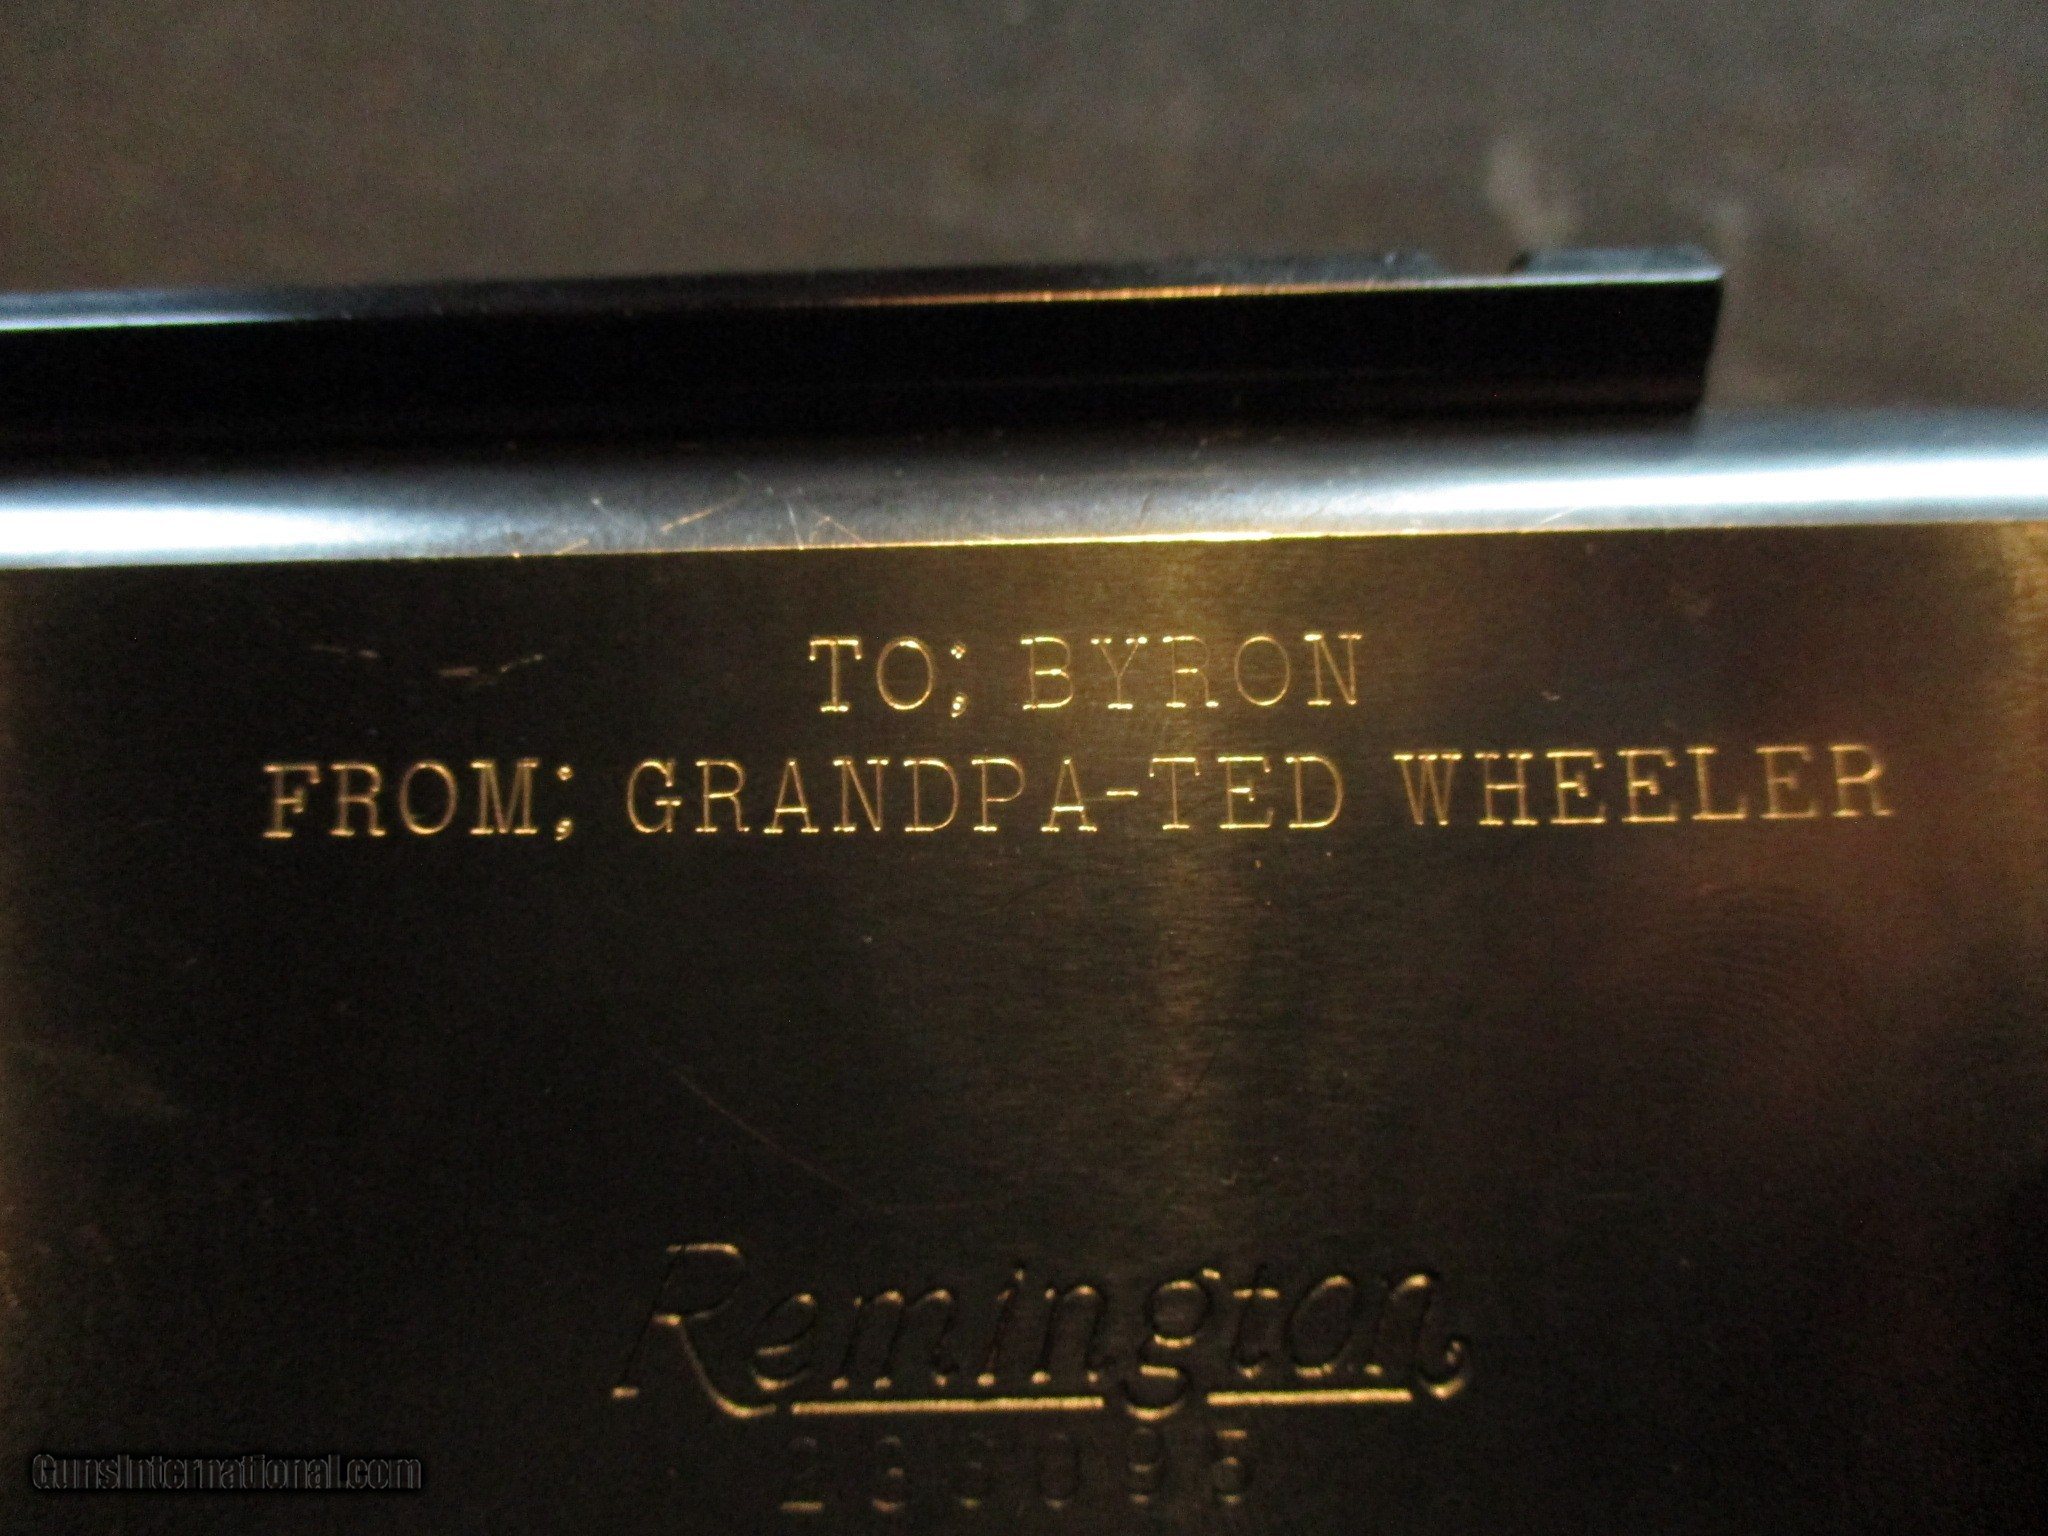 TO; BYRON
FROM; GRANDPA-TED WHEELER
Remington
GunsInternational.com